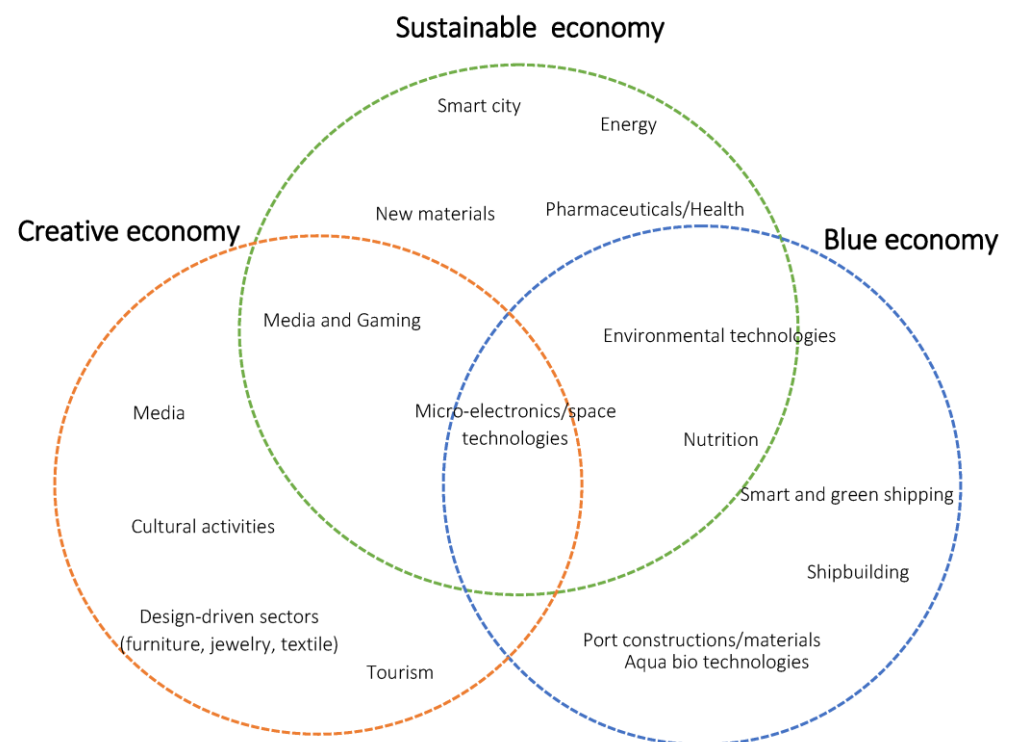 Sustainable economy
Smart city
Energy
New materials
Pharmaceuticals/Health
Creative economy
Blue economy
Media and Gaming
Environmental technologies
Media
Micro-electronics/space
technologies
Nutrition
Smart and green shipping
Cultural activities
Shipbuilding
Design-driven sectors
(furniture, jewelry, textile)
Port constructions/materials
Aqua bio technologies
Tourism